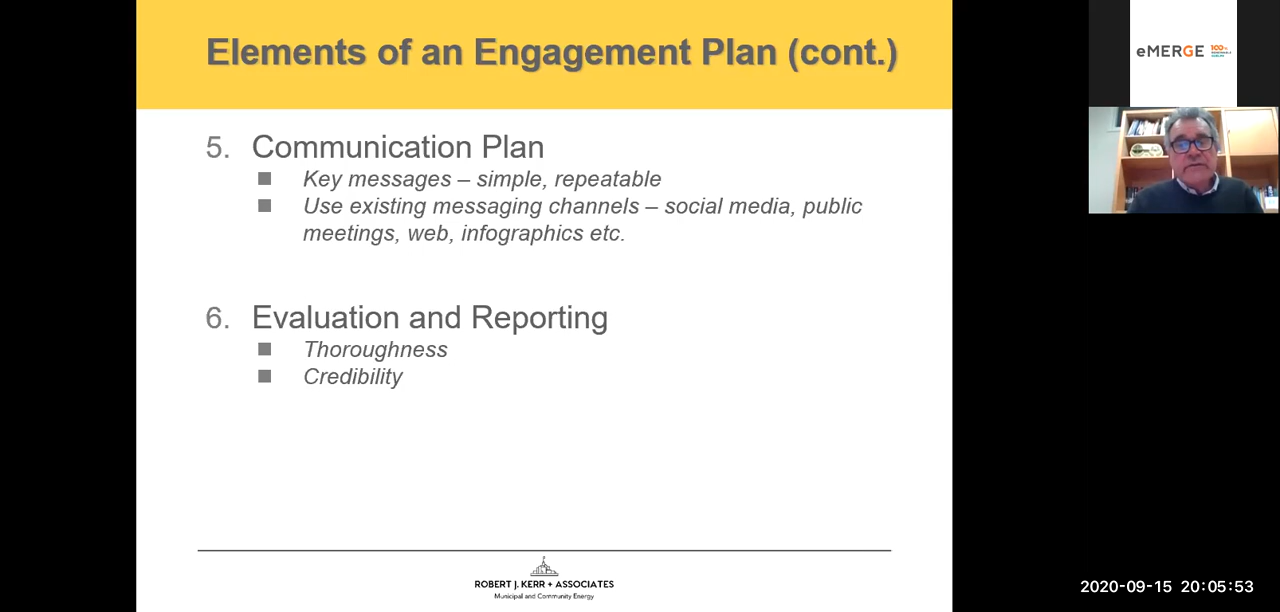 Elements of an Engagement Plan (cont.)
5. Communication Plan
■ Key messages – simple, repeatable
■ Use existing messaging channels – social media, public
meetings, web, infographics etc.
6. Evaluation and Reporting
■ Thoroughness
■ Credibility
ROBERT J. KERR + ASSOCIATES
Municipal and Community Energy
eMERGE 100%
2020-09-15 20:05:53